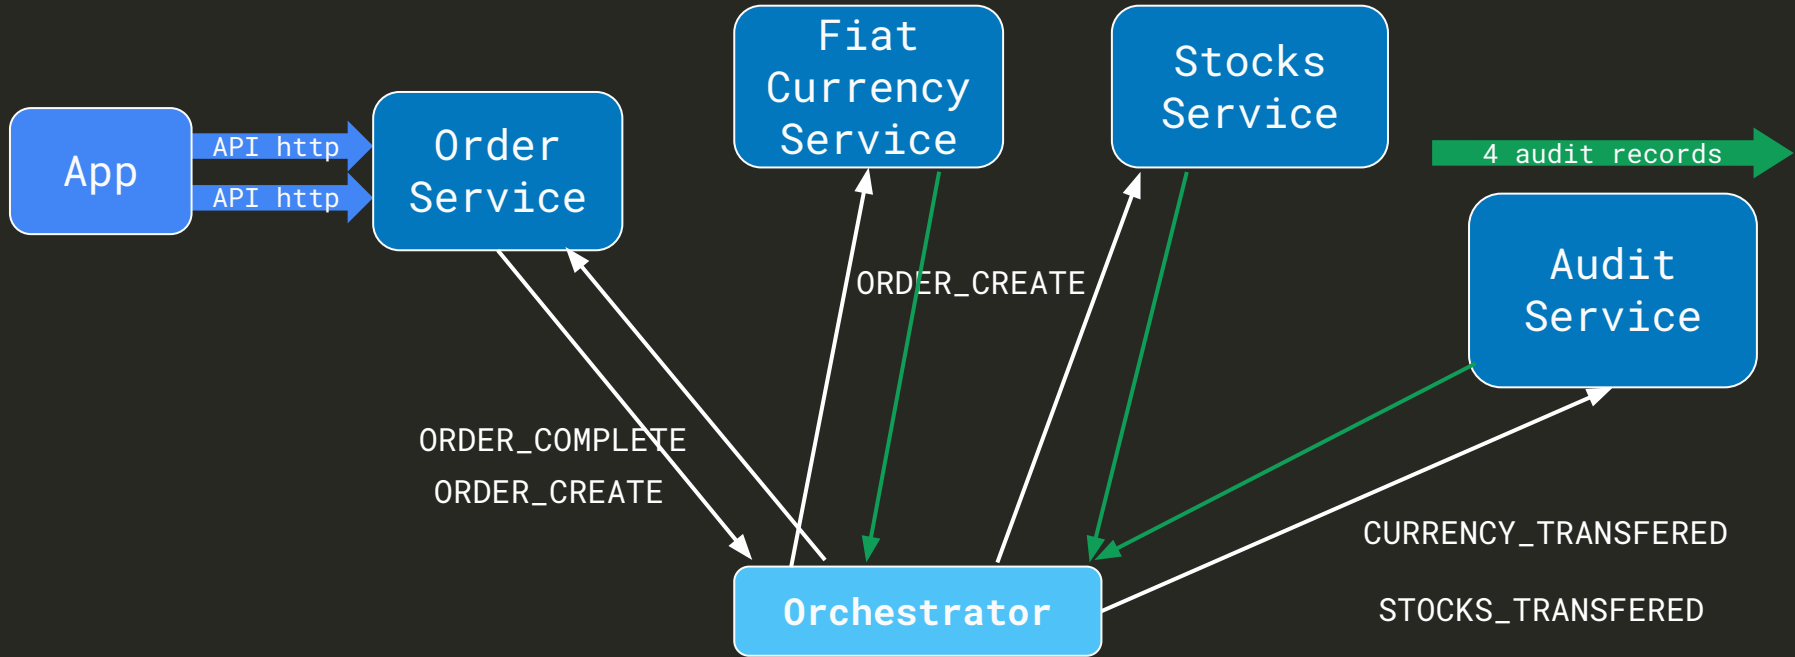 App
API http
API http
Order
Service
Fiat
Currency
Service
Stocks
Service
4 audit records
Audit
Service
ORDER_CREATE
ORDER_COMPLETE
ORDER_CREATE
CURRENCY_TRANSFERED
STOCKS_TRANSFERED
Orchestrator